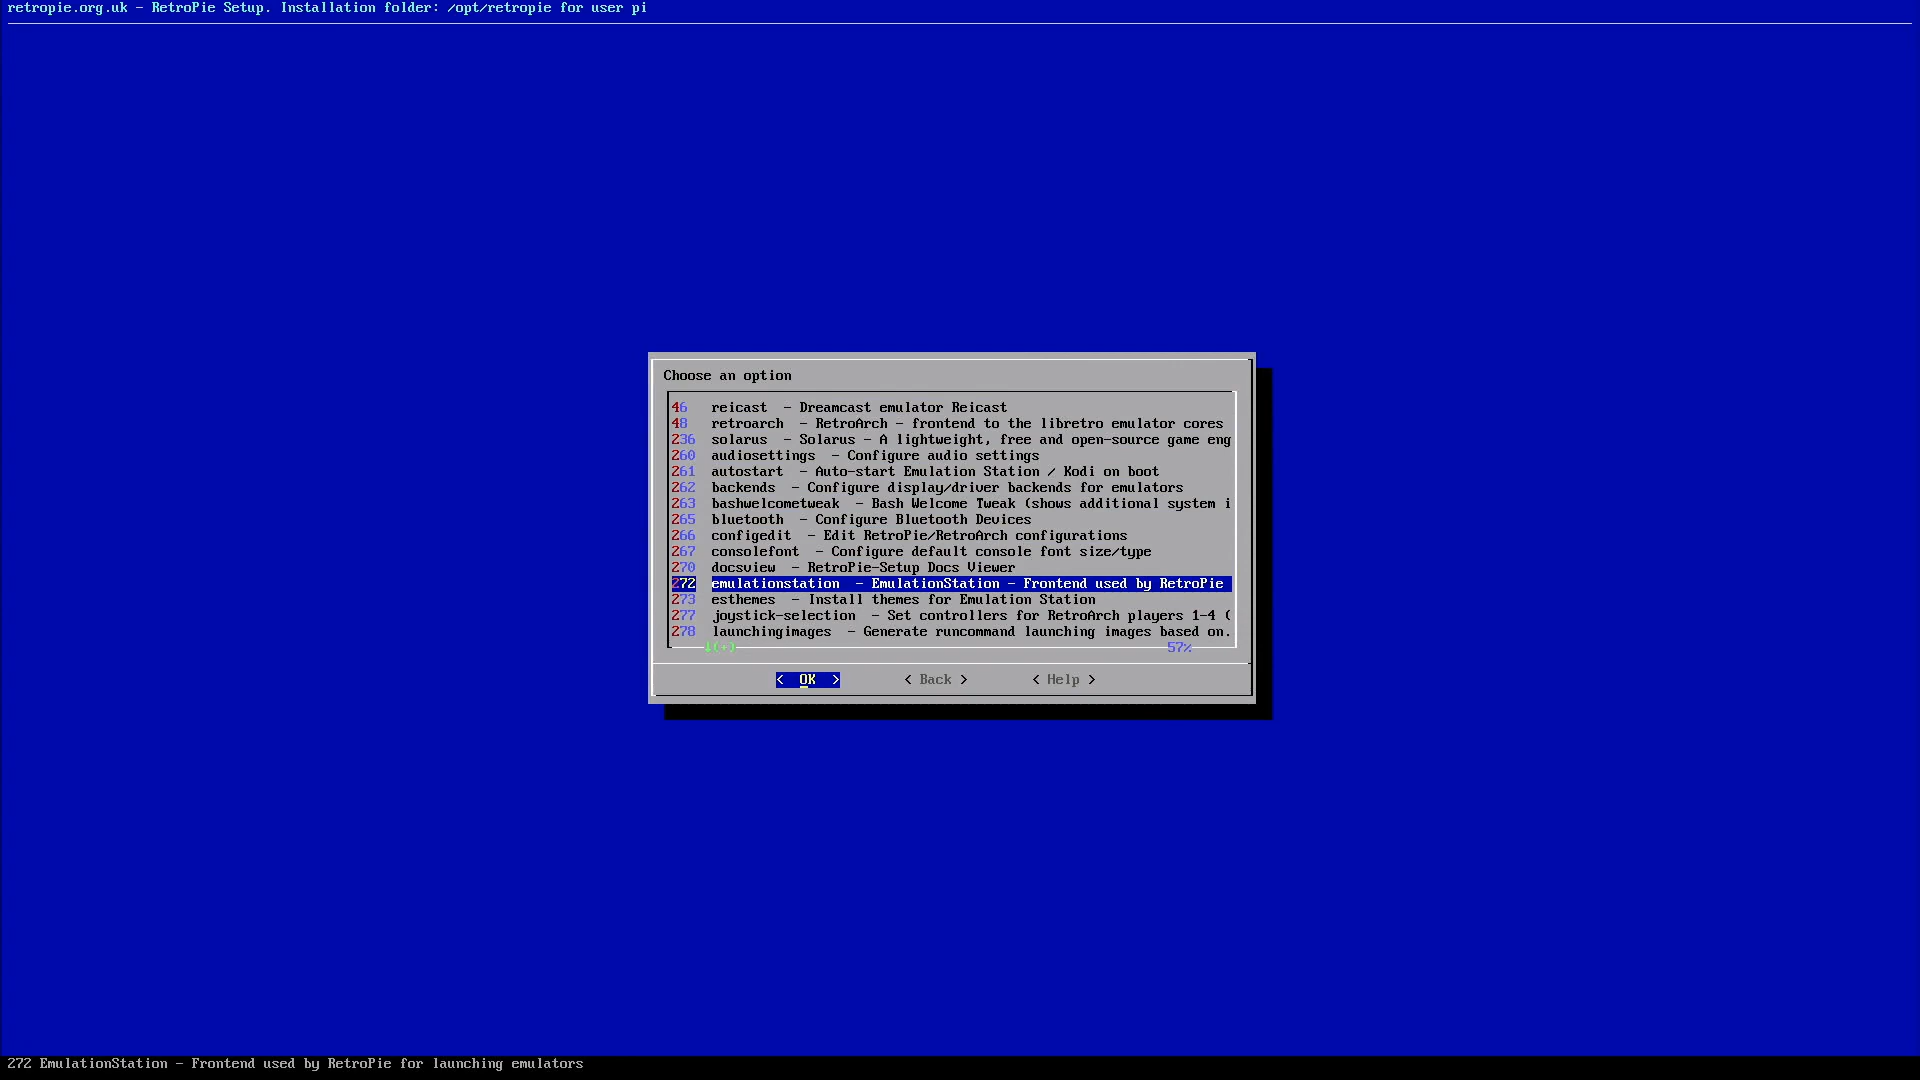 retropie.org.uk - RetroPie Setup. Installation folder: /opt/retropie for user pi
Choose an option
46 reicast - Dreamcast emulator Reicast
48 retroarch - RetroArch - frontend to the libretro emulator cores
236 solarus - Solarus - A lightweight, free and open-source game eng
260 audiosettings - Configure audio settings
261 autostart - Auto-start Emulation Station / Kodi on boot
262 backends - Configure display/driver backends for emulators
263 bashwelcometweak - Bash Welcome Tweak (shows additional system i
265 bluetooth - Configure Bluetooth Devices
266 configedit - Edit RetroPie/RetroArch configurations
267 consolefont - Configure default console font size/type
270 docsview - RetroPie-Setup Docs Viewer
272 emulationstation - EmulationStation - Frontend used by RetroPie
273 esthemes - Install themes for Emulation Station
277 joystick-selection - Set controllers for RetroArch players 1-4 (
278 launchingimages - Generate runcommand launching images based on.
↓(+) 57%
< OK > < Back > < Help >
272 EmulationStation - Frontend used by RetroPie for launching emulators